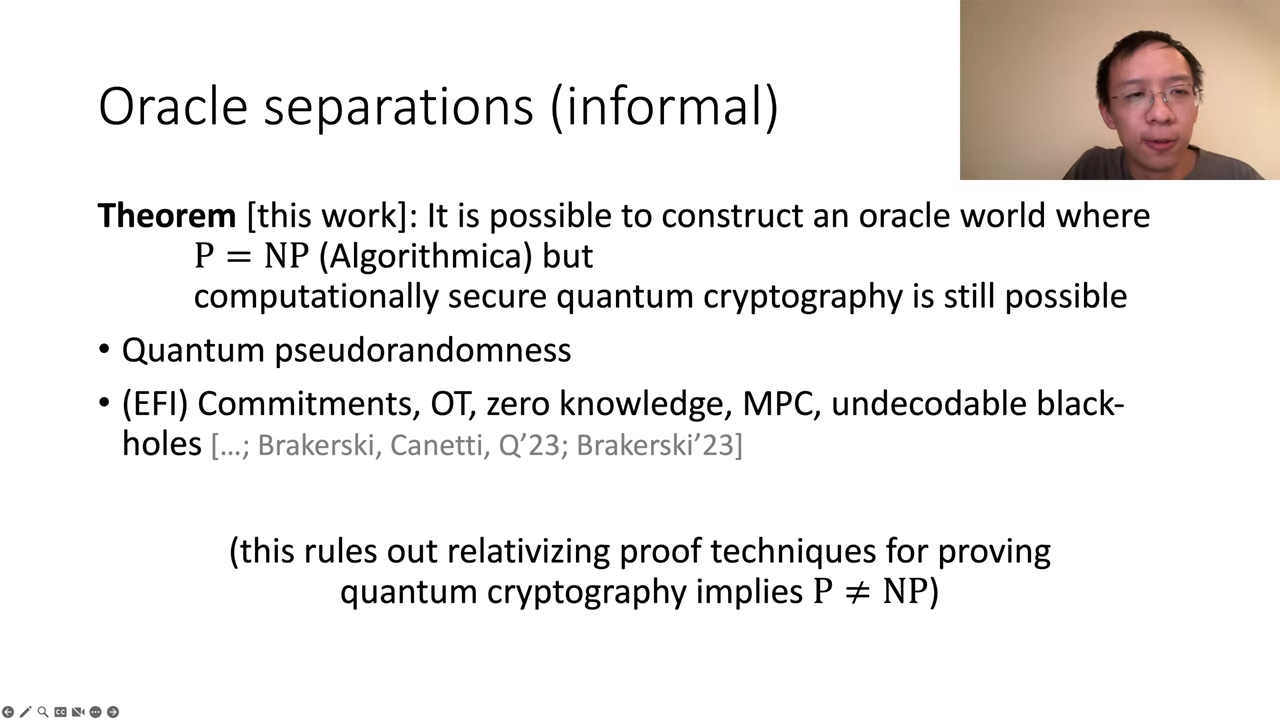 Oracle separations (informal)
Theorem [this work]: It is possible to construct an oracle world where
P = NP (Algorithmica) but
computationally secure quantum cryptography is still possible
• Quantum pseudorandomness
• (EFI) Commitments, OT, zero knowledge, MPC, undecodable black-
holes […; Brakerski, Canetti, Q’23; Brakerski’23]
(this rules out relativizing proof techniques for proving
quantum cryptography implies P ≠ NP)